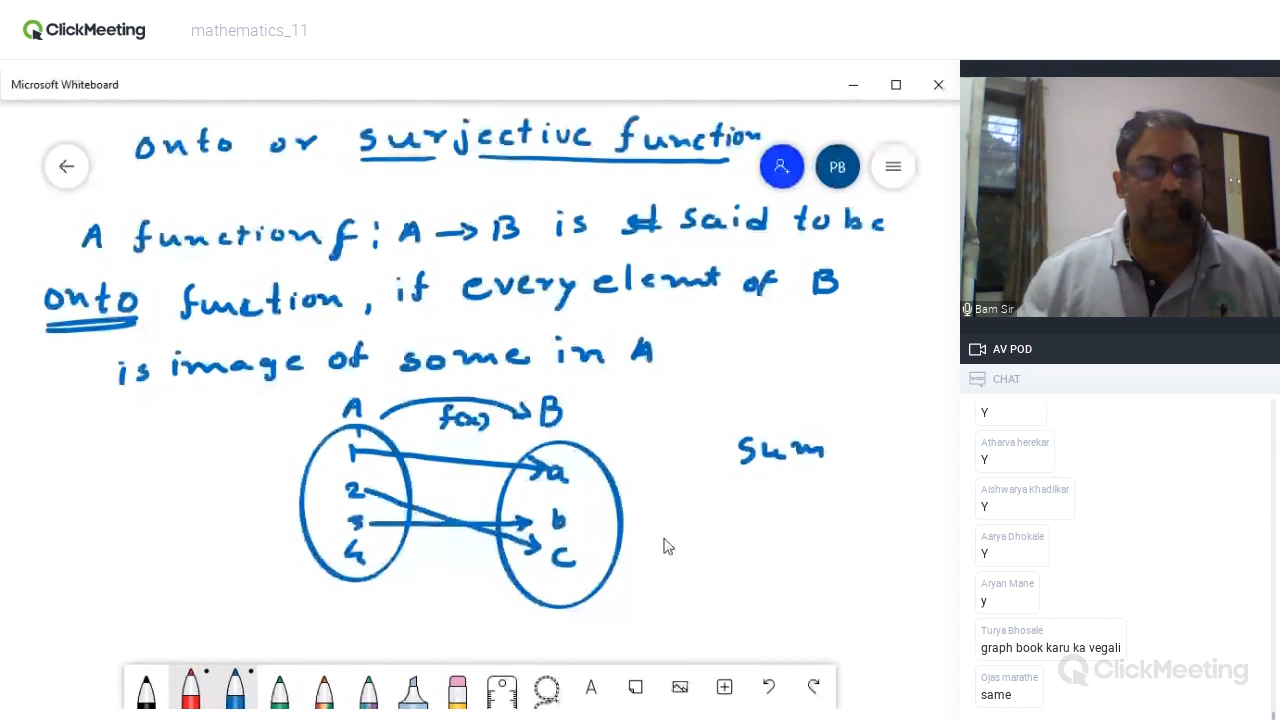 ClickMeeting
mathematics_11
Microsoft Whiteboard
onto or surjective function
PB
A function f : A → B is said to be
onto function, if every elemnt of B
is image of some in A
A f(x) B
1 a
2
3 b
4 c
sum
A
Bam Sir
AV POD
CHAT
Y
Atharva herekar
Y
Aishwarya Khadilkar
Y
Aarya Dhokale
Y
Aryan Mane
y
Turya Bhosale
graph book karu ka vegali
Ojas marathe
same
ClickMeeting